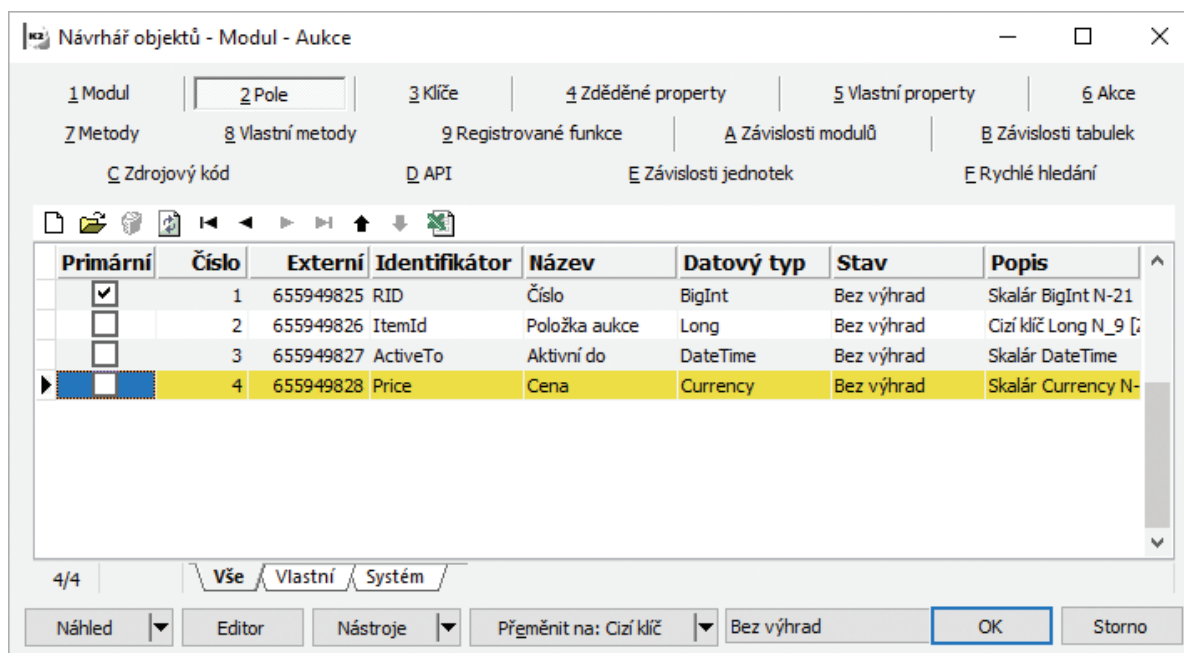 K2 Návrhář objektů - Modul - Aukce
1 Modul 2 Pole 3 Klíče 4 Zděděné property 5 Vlastní property 6 Akce
7 Metody 8 Vlastní metody 9 Registrované funkce A Závislosti modulů B Závislosti tabulek
C Zdrojový kód D API E Závislosti jednotek F Rychlé hledání
Primární Číslo Externí Identifikátor Název Datový typ Stav Popis
1 655949825 RID Číslo BigInt Bez výhrad Skalár BigInt N-21
2 655949826 ItemId Položka aukce Long Bez výhrad Cizí klíč Long N_9 [
3 655949827 ActiveTo Aktivní do DateTime Bez výhrad Skalár DateTime
4 655949828 Price Cena Currency Bez výhrad Skalár Currency N-
4/4 Vše Vlastní Systém
Náhled Editor Nástroje Přeměnit na: Cizí klíč Bez výhrad OK Storno